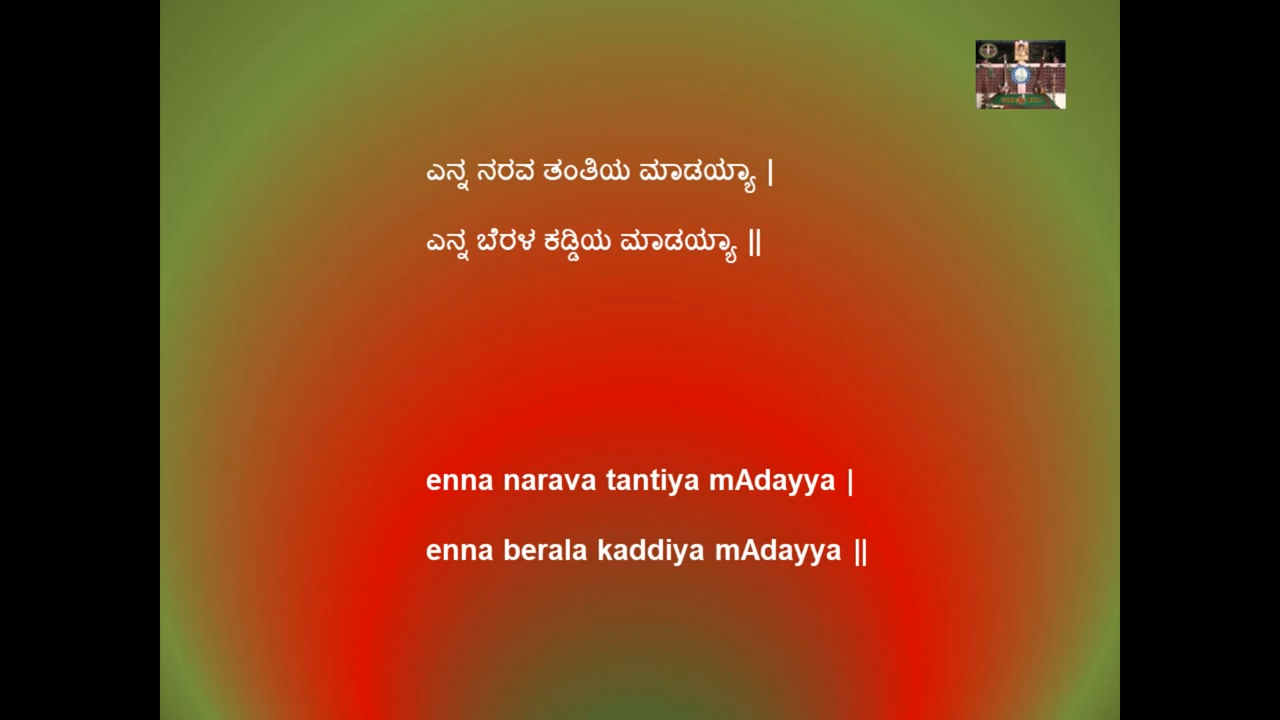 ಎನ್ನ ನರವ ತಂತಿಯ ಮಾಡಯ್ಯಾ |
ಎನ್ನ ಬೆರಳ ಕಡ್ಡಿಯ ಮಾಡಯ್ಯಾ ||
enna narava tantiya mAdayya |
enna berala kaddiya mAdayya ||